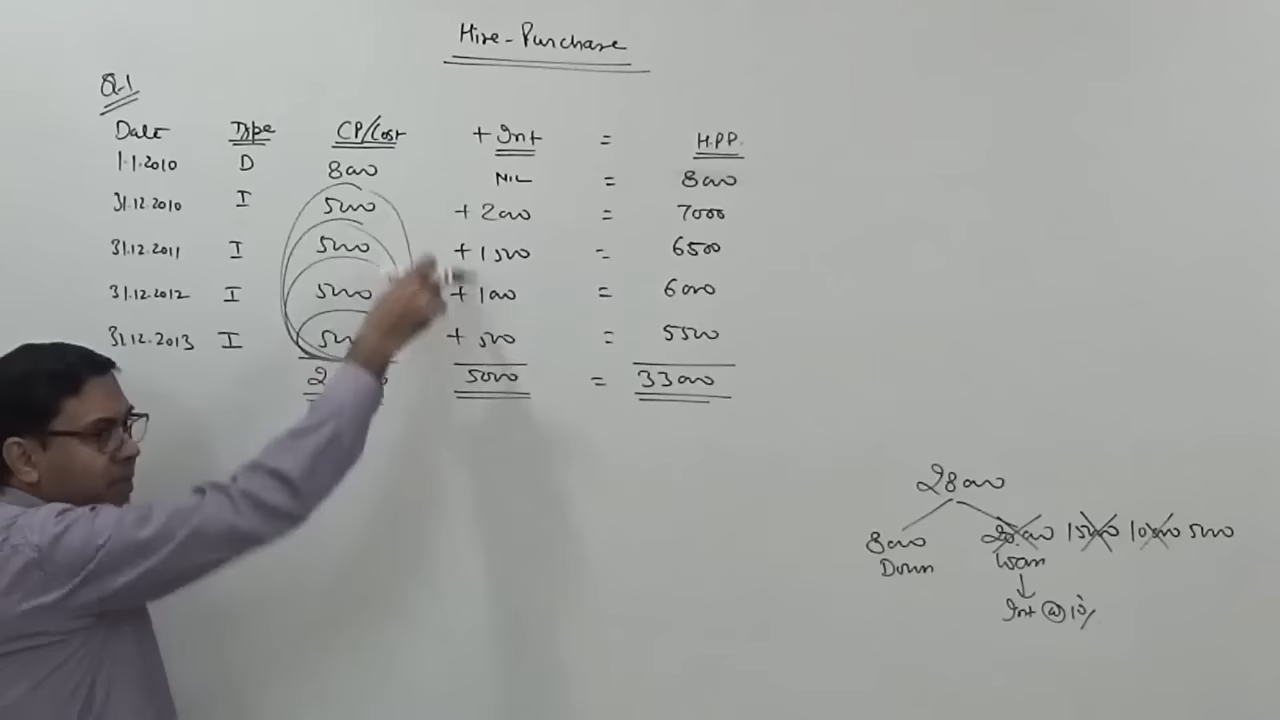 Hire-Purchase
Q.1
Date Type CP/Cost + Int = H.P.P.
1.1.2010 D 8000 NIL = 8000
31.12.2010 I 5000 + 2000 = 7000
31.12.2011 I 5000 + 1500 = 6500
31.12.2012 I 5000 + 1000 = 6000
31.12.2013 I 500 + 500 = 5500
2 5000 = 33000
28000
8000 20000 15000 10000 5000
Down Loan
Int @ 10%